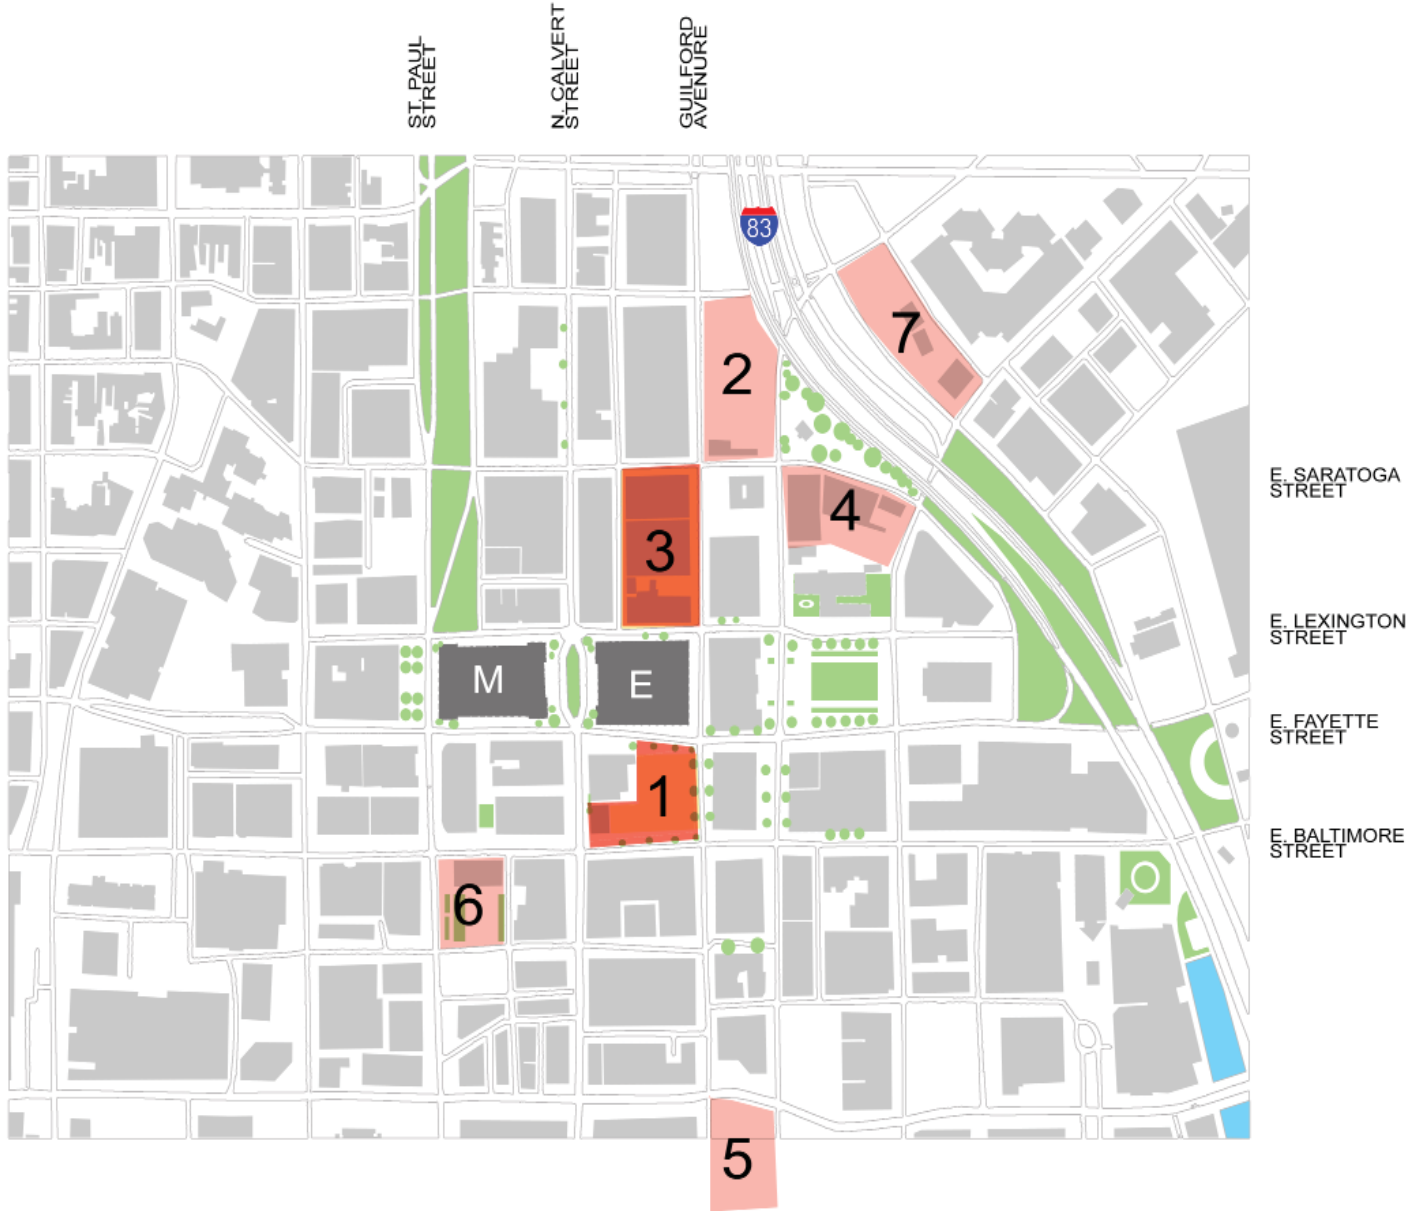 ST. PAUL
STREET
N. CALVERT
STREET
GUILFORD
AVENURE
83
7
2
E. SARATOGA
STREET
4
3
E. LEXINGTON
STREET
M
E
E. FAYETTE
STREET
1
E. BALTIMORE
STREET
6
5